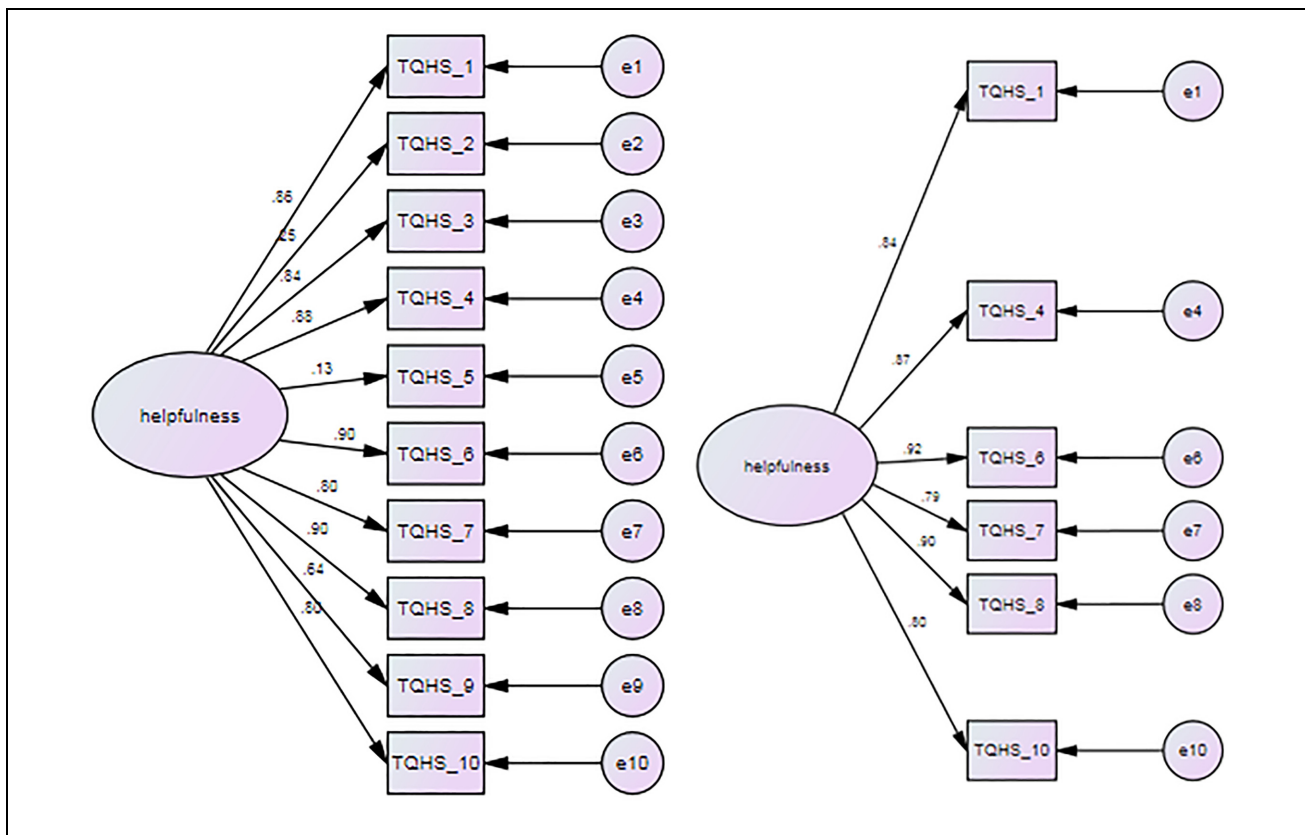 TQHS_1
e1
TQHS_2
e2
TQHS_3
e3
TQHS_4
e4
TQHS_5
e5
TQHS_6
e6
TQHS_7
e7
TQHS_8
e8
TQHS_9
e9
TQHS_10
e10
.86
.25
.84
.88
.13
.90
.80
.90
.64
.80
helpfulness
TQHS_1
e1
TQHS_4
e4
TQHS_6
e6
TQHS_7
e7
TQHS_8
e8
TQHS_10
e10
.84
.87
.92
.79
.90
.80
helpfulness